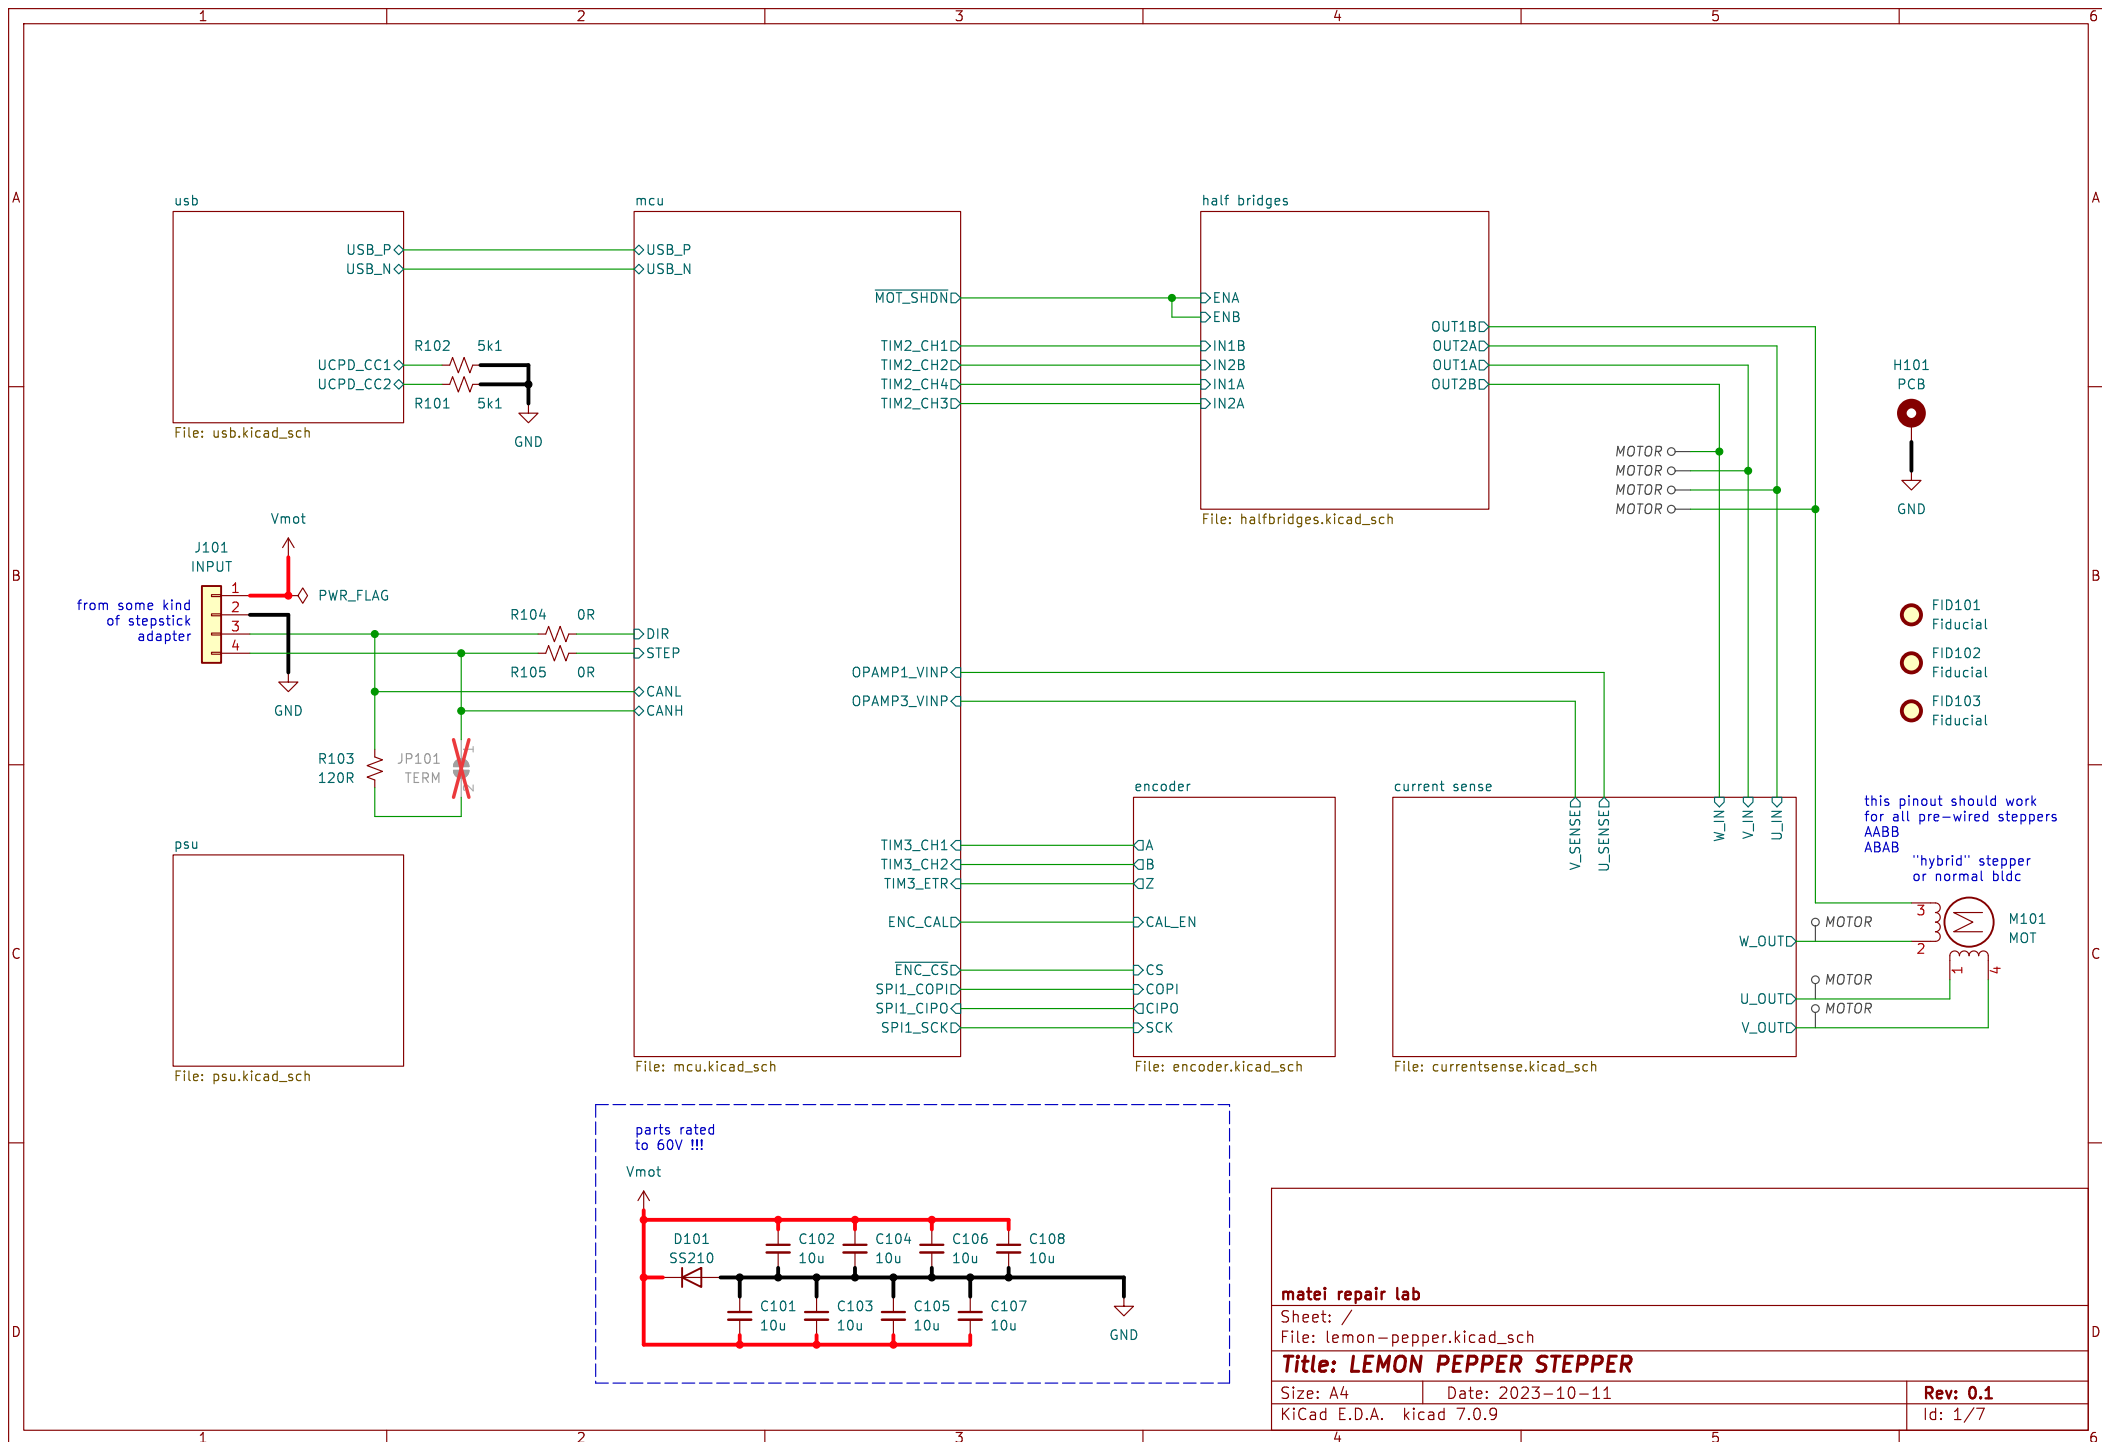 1 2 3 4 5 6
A
B
C
D
A
B
C
D
1 2 3 4 5 6
usb
USB_P
USB_N
UCPD_CC1
UCPD_CC2
File: usb.kicad_sch
R102 5k1
R101 5k1
GND
Vmot
J101
INPUT
1
2
3
4
PWR_FLAG
from some kind
of stepstick
adapter
GND
R104 0R
R105 0R
R103
120R
JP101
TERM
1
2
psu
File: psu.kicad_sch
mcu
USB_P
USB_N
DIR
STEP
CANL
CANH
MOT_SHDN
TIM2_CH1
TIM2_CH2
TIM2_CH4
TIM2_CH3
OPAMP1_VINP
OPAMP3_VINP
TIM3_CH1
TIM3_CH2
TIM3_ETR
ENC_CAL
ENC_CS
SPI1_COPI
SPI1_CIPO
SPI1_SCK
File: mcu.kicad_sch
half bridges
ENA
ENB
IN1B
IN2B
IN1A
IN2A
OUT1B
OUT2A
OUT1A
OUT2B
File: halfbridges.kicad_sch
MOTOR
MOTOR
MOTOR
MOTOR
H101
PCB
GND
FID101
Fiducial
FID102
Fiducial
FID103
Fiducial
encoder
A
B
Z
CAL_EN
CS
COPI
CIPO
SCK
File: encoder.kicad_sch
current sense
V_SENSE
U_SENSE
W_IN
V_IN
U_IN
W_OUT
U_OUT
V_OUT
File: currentsense.kicad_sch
this pinout should work
for all pre-wired steppers
AABB
ABAB
"hybrid" stepper
or normal bldc
MOTOR
MOTOR
MOTOR
3
2
1
4
M
M101
MOT
parts rated
to 60V !!!
Vmot
D101
SS210
C102
10u
C104
10u
C106
10u
C108
10u
C101
10u
C103
10u
C105
10u
C107
10u
GND
matei repair lab
Sheet: /
File: lemon-pepper.kicad_sch
Title: LEMON PEPPER STEPPER
Size: A4 Date: 2023-10-11 Rev: 0.1
KiCad E.D.A. kicad 7.0.9 Id: 1/7